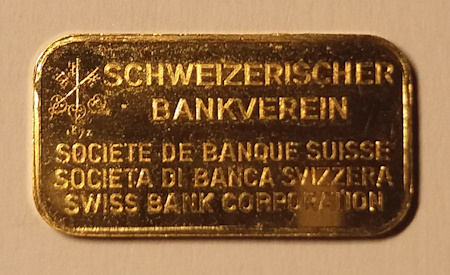 SCHWEIZERISCHER
BANKVEREIN
SOCIETE DE BANQUE SUISSE
SOCIETA DI BANCA SVIZZERA
SWISS BANK CORPORATION